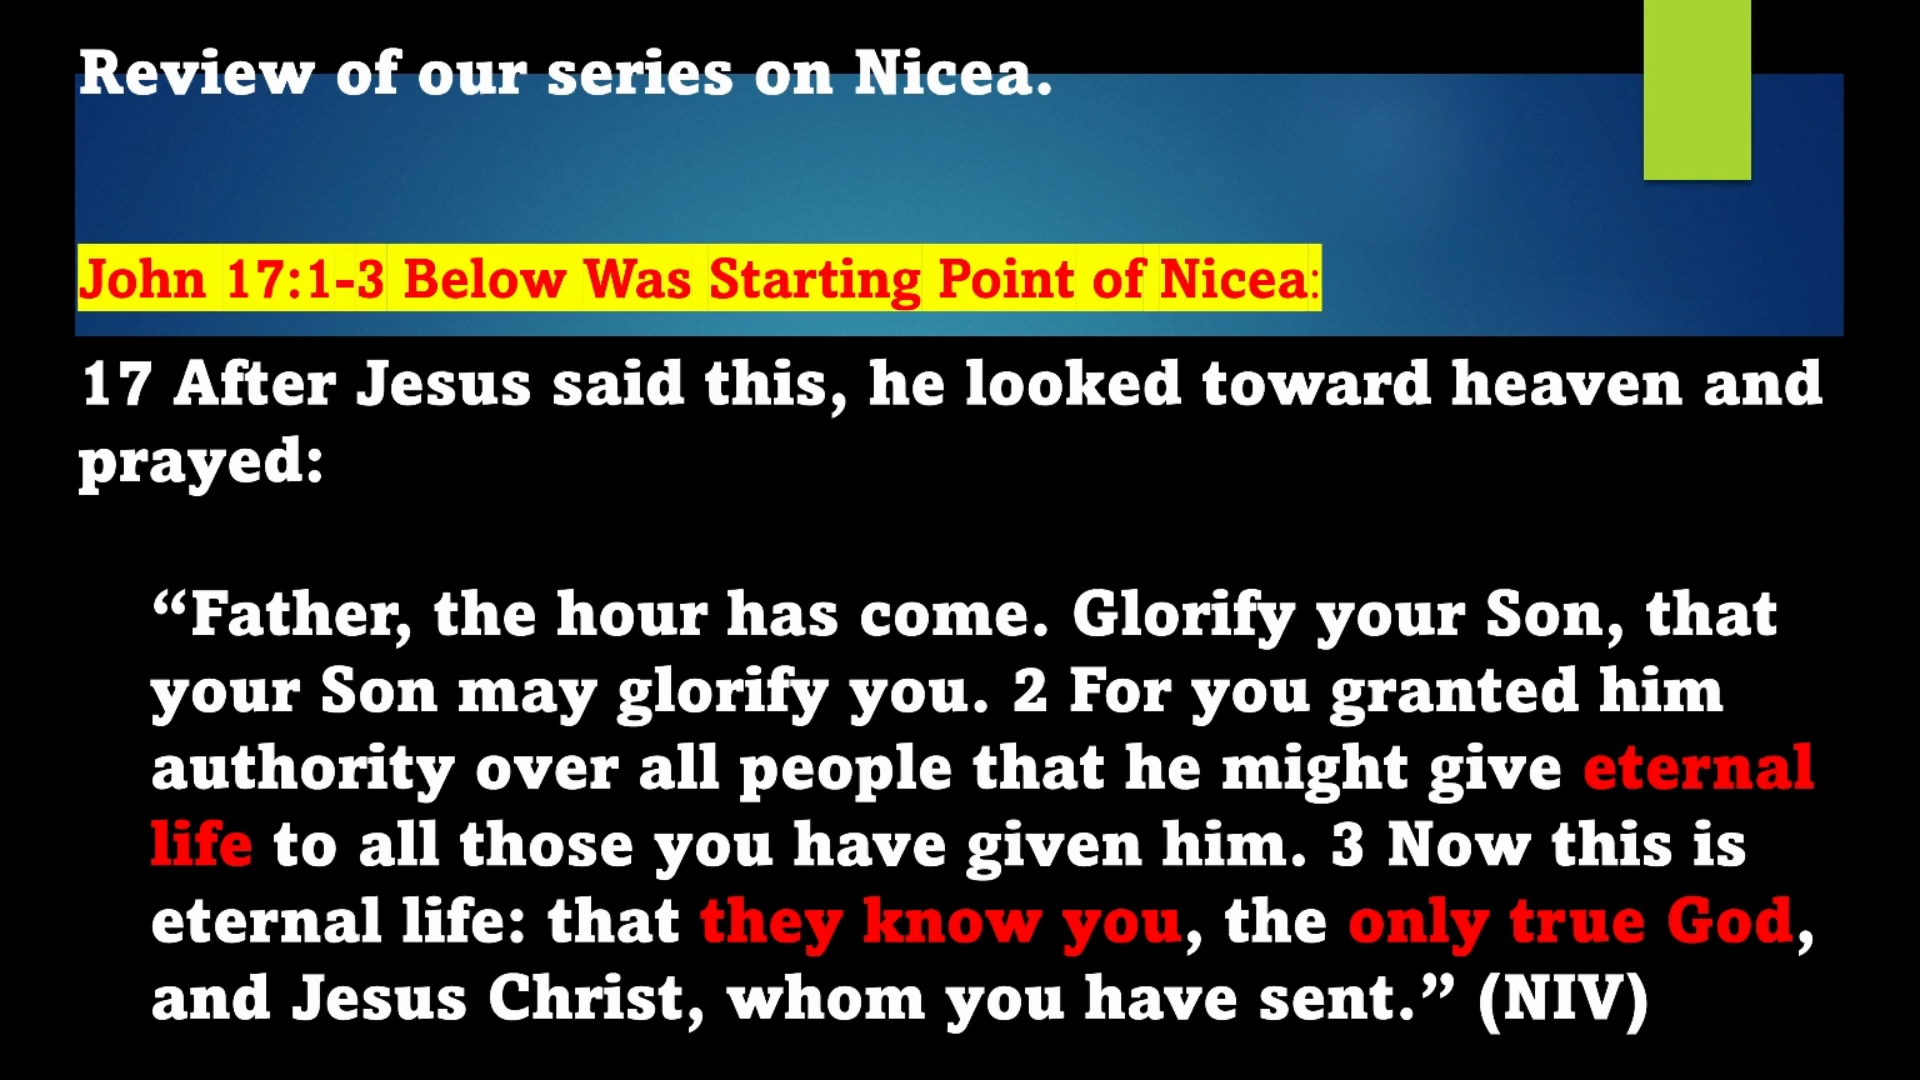 Review of our series on Nicea.
John 17:1-3 Below Was Starting Point of Nicea:
17 After Jesus said this, he looked toward heaven and
prayed:
“Father, the hour has come. Glorify your Son, that
your Son may glorify you. 2 For you granted him
authority over all people that he might give eternal
life to all those you have given him. 3 Now this is
eternal life: that they know you, the only true God,
and Jesus Christ, whom you have sent.” (NIV)